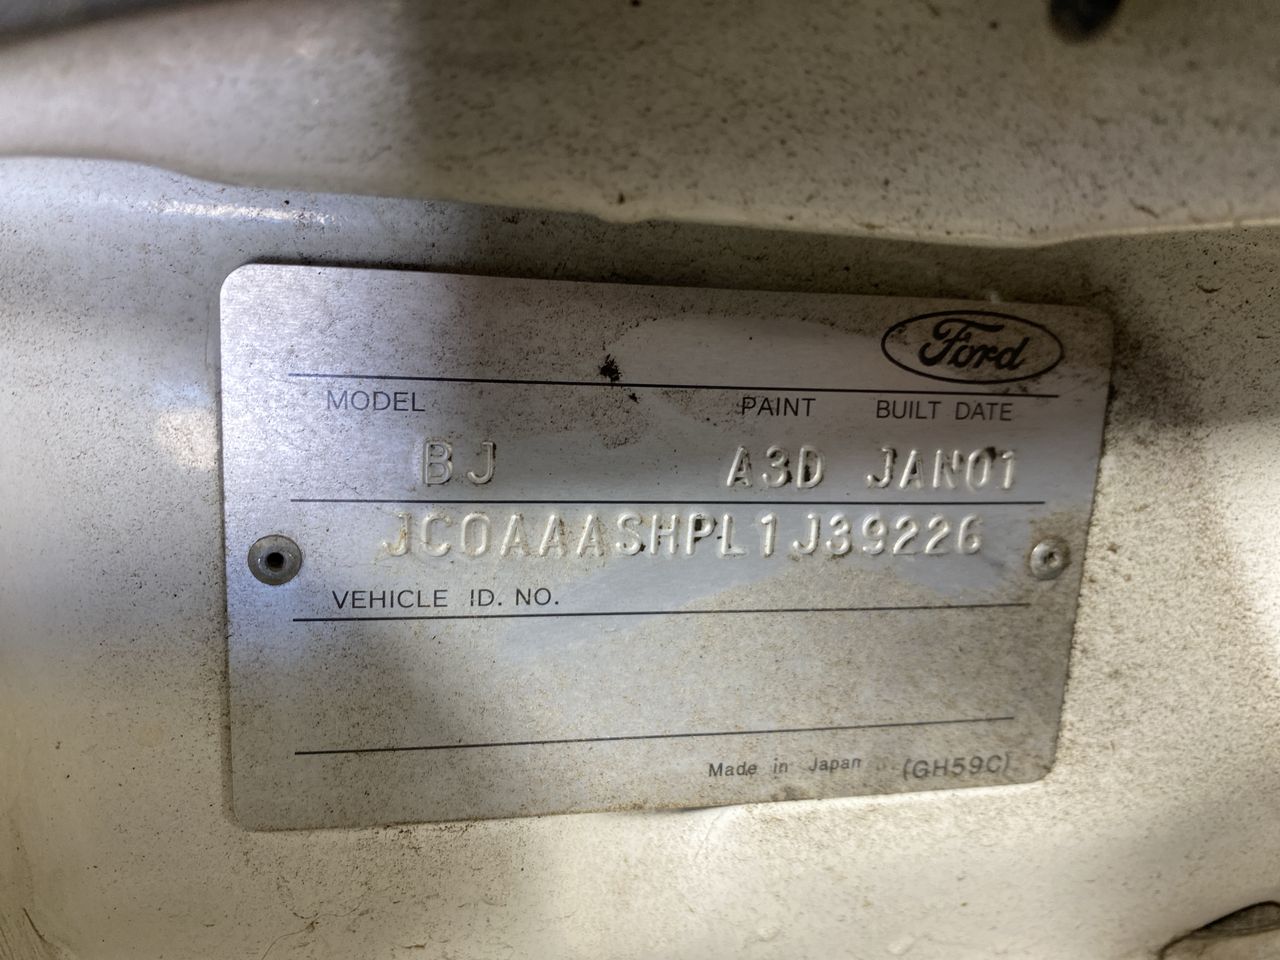 Ford
MODEL PAINT BUILT DATE
BJ A3D JAN01
JC0AAASHPL1J39226
VEHICLE ID. NO.
Made in Japan (GH59C)